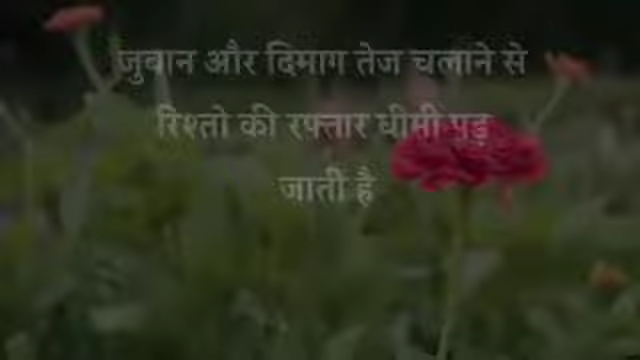 जुबान और दिमाग तेज चलाने से
रिश्तो की रफ्तार धीमी पड़
जाती है